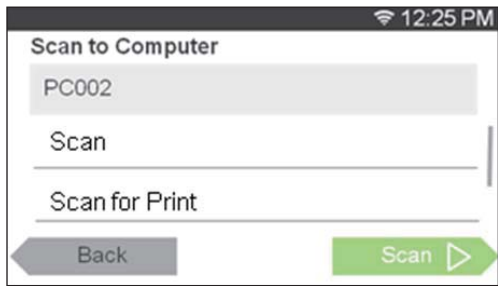 12:25 PM
Scan to Computer
PC002
Scan
Scan for Print
Back Scan